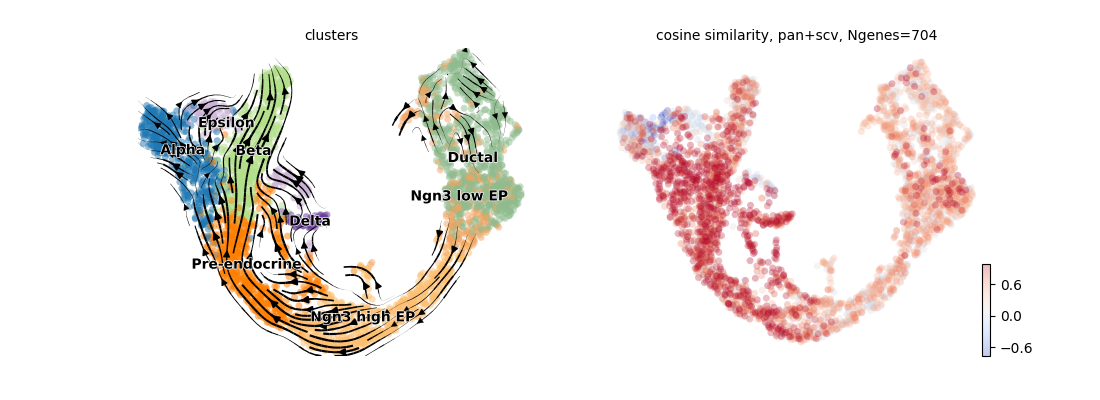 clusters
cosine similarity, pan+scv, Ngenes=704
Epsilon
Alpha
Beta
Ductal
Ngn3 low EP
Delta
Pre-endocrine
Ngn3 high EP
0.6
0.0
−0.6